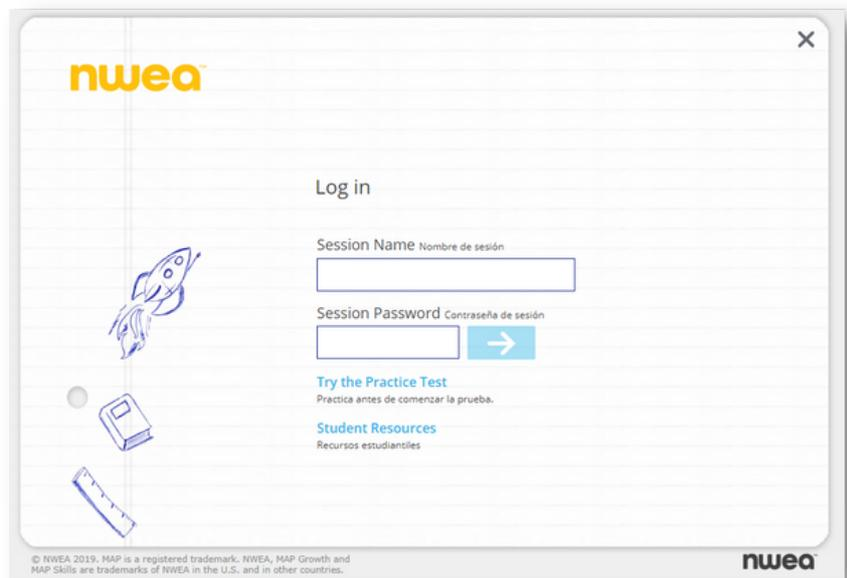 nwea™
Log in
Session Name Nombre de sesión
Session Password Contraseña de sesión
Try the Practice Test
Practica antes de comenzar la prueba.
Student Resources
Recursos estudiantiles
© NWEA 2019. MAP is a registered trademark. NWEA, MAP Growth and
MAP Skills are trademarks of NWEA in the U.S. and in other countries.
nwea